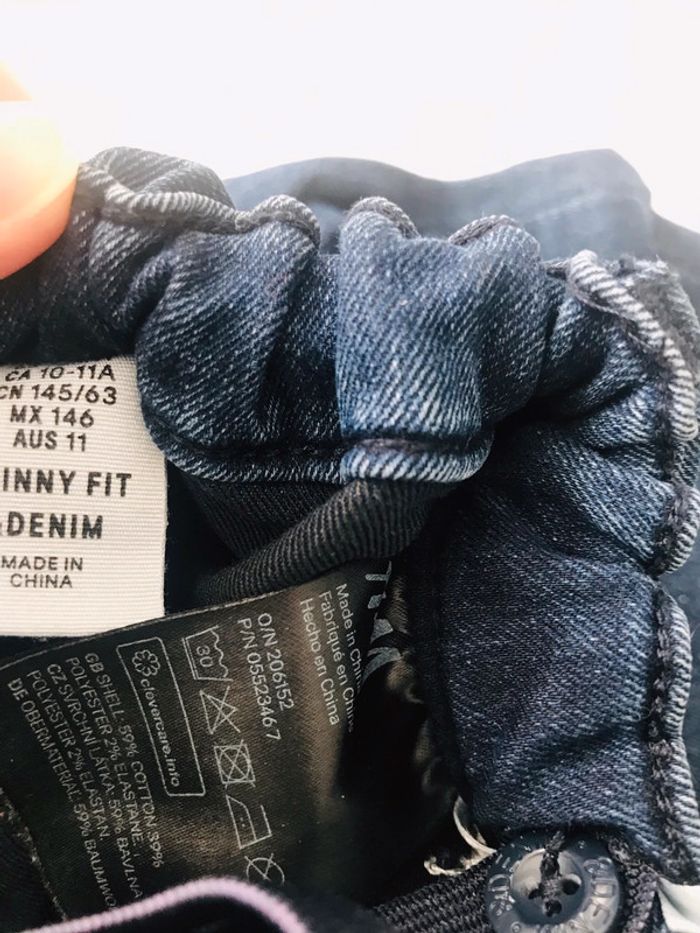 CA 10-11A
CN 145/63
MX 146
AUS 11
INNY FIT
&DENIM
MADE IN
CHINA
Made in China
Fabriqué en Chine
Hecho en China
O/N 206152
P/N 05523467
30
clevercare.info
GB SHELL: 59% COTTON 39%
POLYESTER 2% ELASTANE
CZ SVRCHNÍ LÁTKA: 59% BAVLNA
POLYESTER 2% ELASTAN
DE OBERMATERIAL: 59% BAUMWO
&DEN